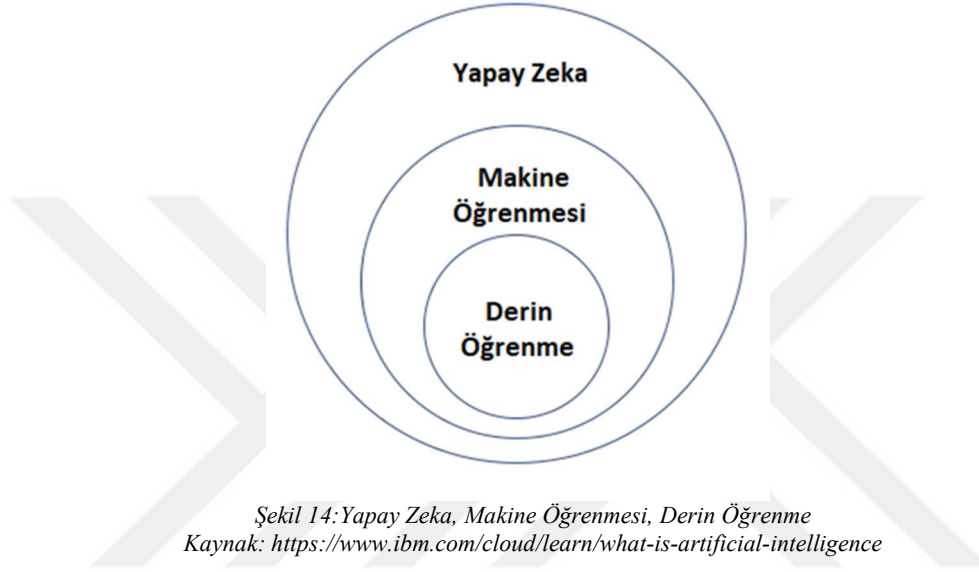 Yapay Zeka
Makine
Öğrenmesi
Derin
Öğrenme
Şekil 14:Yapay Zeka, Makine Öğrenmesi, Derin Öğrenme
Kaynak: https://www.ibm.com/cloud/learn/what-is-artificial-intelligence